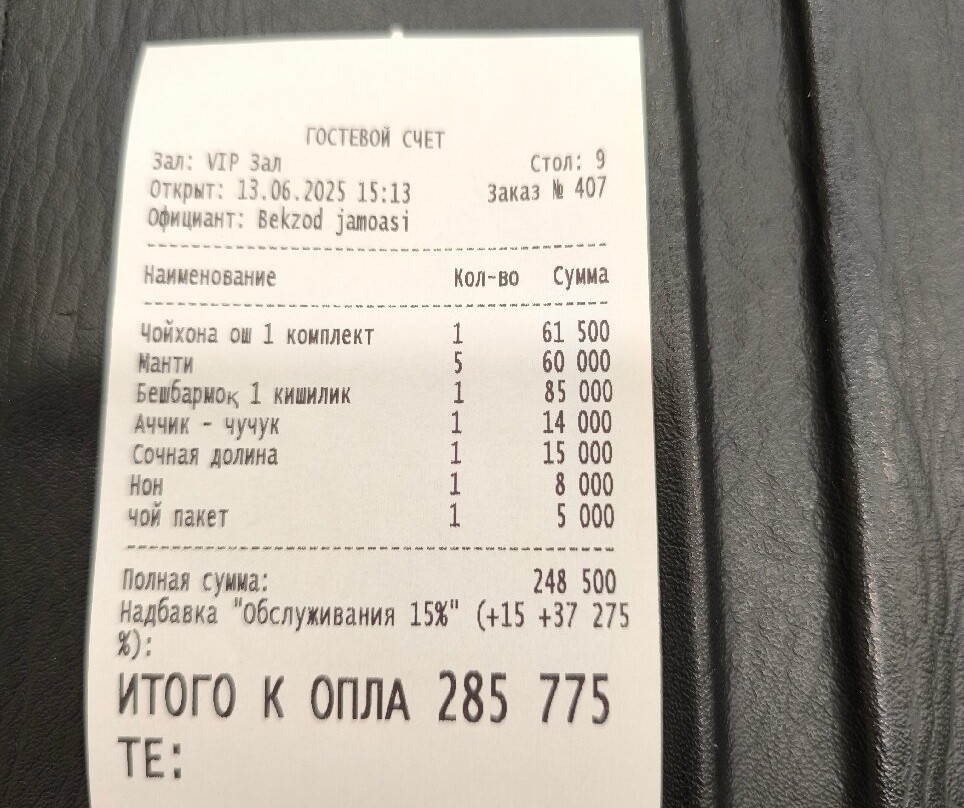 ГОСТЕВОЙ СЧЕТ
Зал: VIP Зал Стол: 9
Открыт: 13.06.2025 15:13 Заказ № 407
Официант: Bekzod jamoasi
Наименование Кол-во Сумма
Чойхона ош 1 комплект 1 61 500
Манти 5 60 000
Бешбармоқ 1 кишилик 1 85 000
Аччик - чучук 1 14 000
Сочная долина 1 15 000
Нон 1 8 000
чой пакет 1 5 000
Полная сумма: 248 500
Надбавка "Обслуживания 15%" (+15 +37 275
%):
ИТОГО К ОПЛА 285 775
ТЕ: